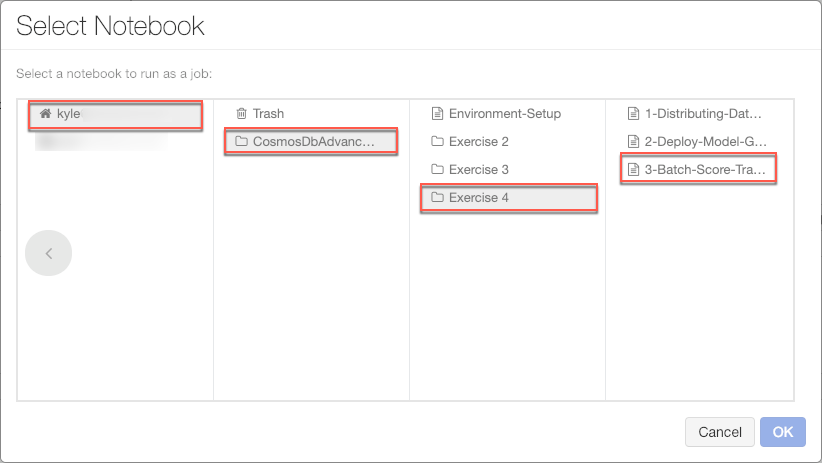 Select Notebook
Select a notebook to run as a job:
kyle
Trash
CosmosDbAdvanc...
Environment-Setup
Exercise 2
Exercise 3
Exercise 4
1-Distributing-Dat...
2-Deploy-Model-G...
3-Batch-Score-Tra...
Cancel
OK